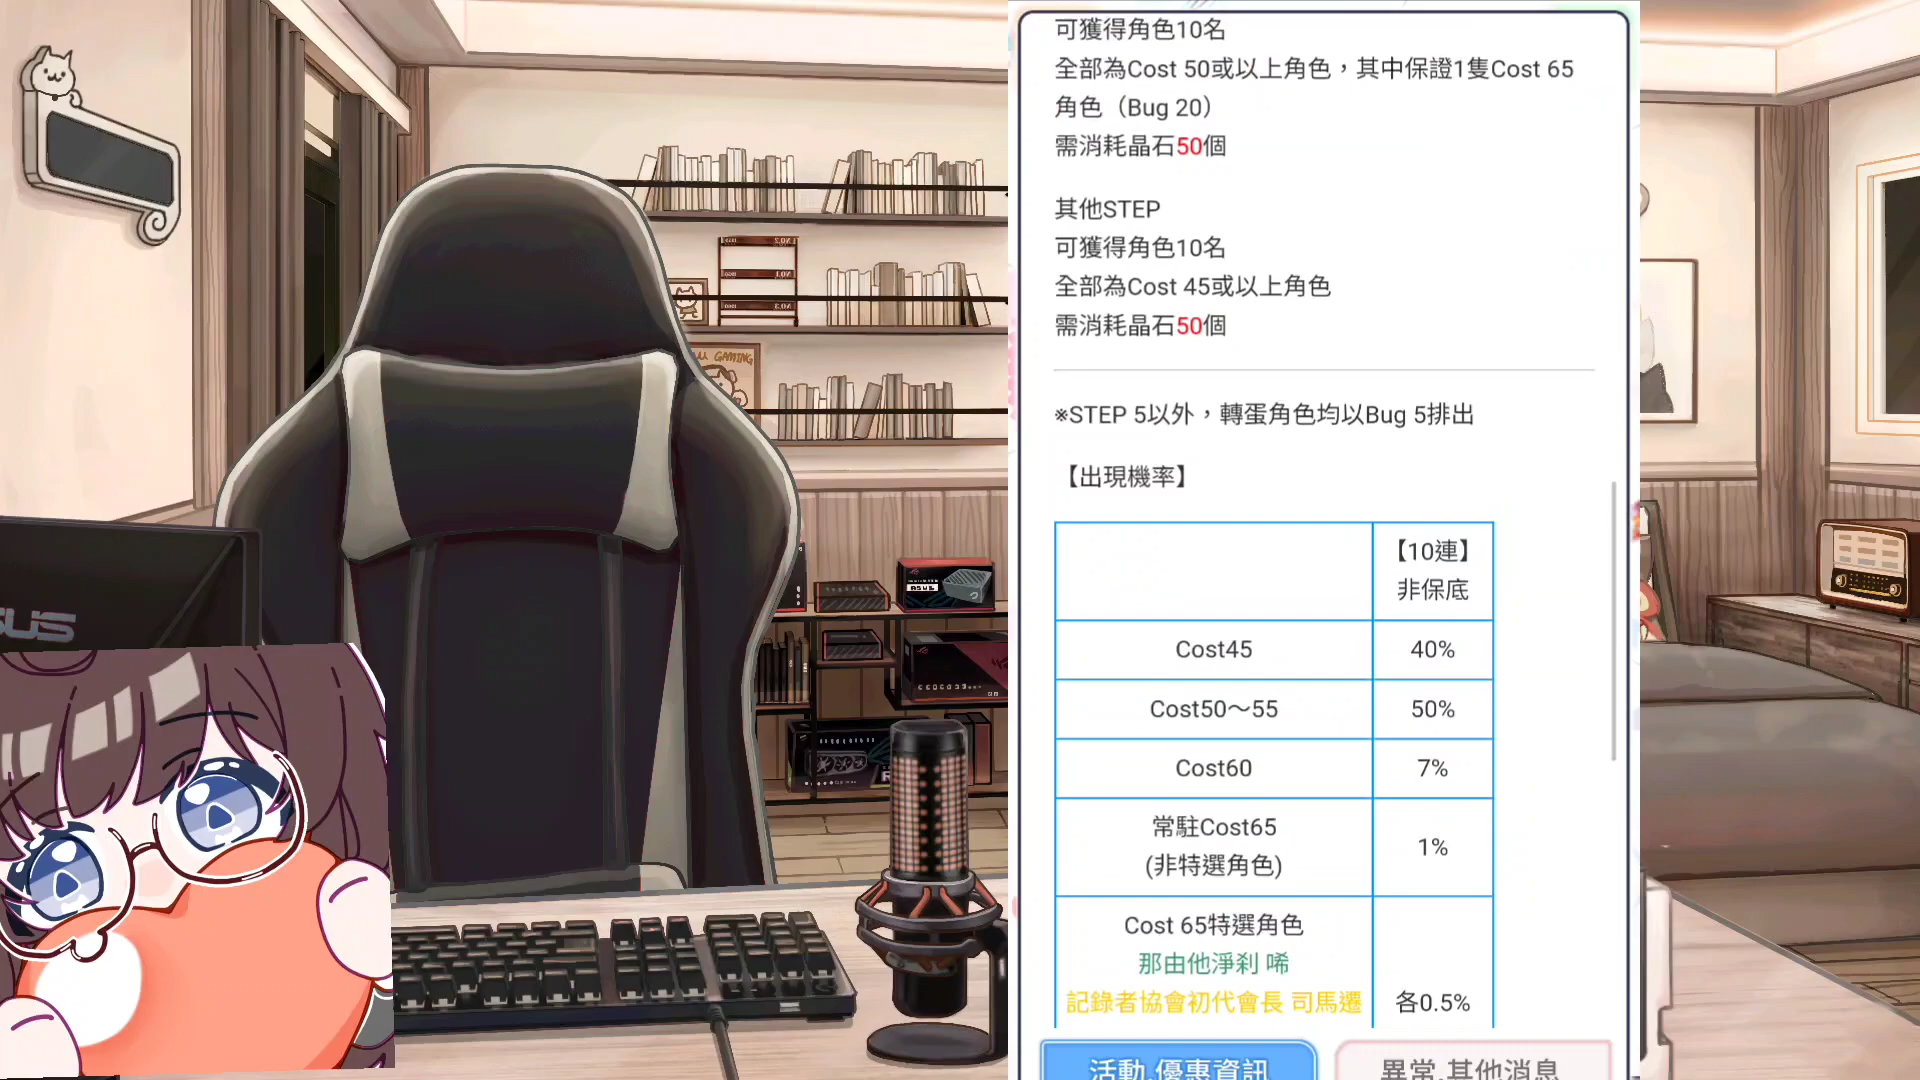 可獲得角色10名
全部為Cost 50或以上角色，其中保證1隻Cost 65
角色（Bug 20）
需消耗晶石50個
其他STEP
可獲得角色10名
全部為Cost 45或以上角色
需消耗晶石50個
※STEP 5以外，轉蛋角色均以Bug 5排出
【出現機率】
【10連】
非保底
Cost45
40%
Cost50～55
50%
Cost60
7%
常駐Cost65
(非特選角色)
1%
Cost 65特選角色
那由他淨剎 唏
記錄者協會初代會長 司馬遷
各0.5%
活動.優惠資訊
異常.其他消息
GAMING
SUS